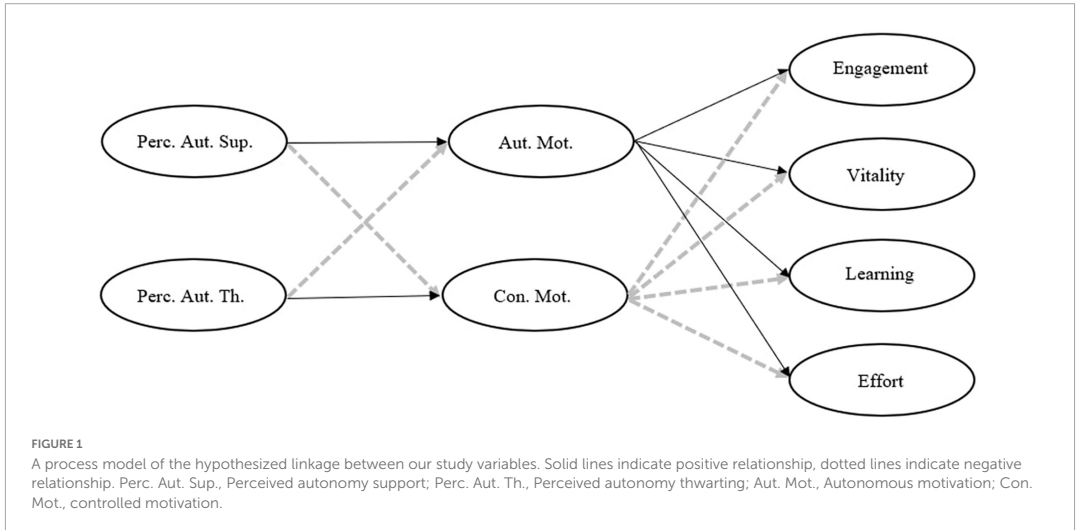 Engagement
Perc. Aut. Sup.
Aut. Mot.
Vitality
Learning
Perc. Aut. Th.
Con. Mot.
Effort
FIGURE 1
A process model of the hypothesized linkage between our study variables. Solid lines indicate positive relationship, dotted lines indicate negative
relationship. Perc. Aut. Sup., Perceived autonomy support; Perc. Aut. Th., Perceived autonomy thwarting; Aut. Mot., Autonomous motivation; Con.
Mot., controlled motivation.